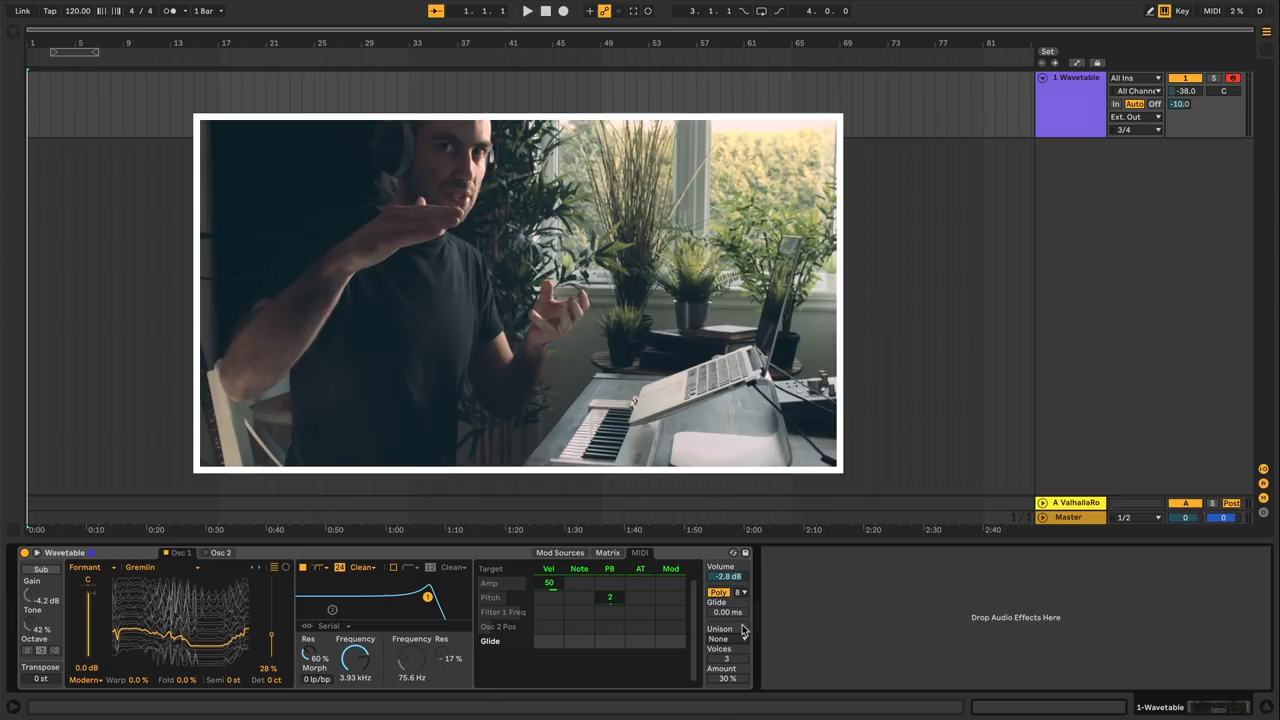 Link Tap 120.00 4 / 4 1 Bar 1. 1. 1 3. 1. 1 4. 0. 0 Key MIDI 2 % D
1 5 9 13 17 21 25 29 33 37 41 45 49 53 57 61 65 69 73 77 81
Set
1 Wavetable All Ins 1 S
All Channe -38.0 C
In Auto Off -10.0
Ext. Out
3/4
A ValhallaRo A S Post
1/1 Master 1/2 0 0
0:00 0:10 0:20 0:30 0:40 0:50 1:00 1:10 1:20 1:30 1:40 1:50 2:00 2:10 2:20 2:30 2:40
Wavetable Osc 1 Osc 2 Mod Sources Matrix MIDI
Sub Formant Gremlin 24 Clean 12 Clean Target Vel Note PB AT Mod Volume
-2.8 dB
Gain C Amp 50 Poly 8
-4.2 dB 1 Pitch 2 Glide
Tone 2 Filter 1 Freq 0.00 ms
42 % Serial Osc 2 Pos Unison
Octave Res Frequency Frequency Res Glide None
0 -1 -2 60 % - 17 % Voices
Transpose 0.0 dB 28 % Morph 3
0 st Modern Warp 0.0 % Fold 0.0 % Semi 0 st Det 0 ct 0 lp/bp 3.93 kHz 75.6 Hz Amount
30 %
Drop Audio Effects Here
1-Wavetable